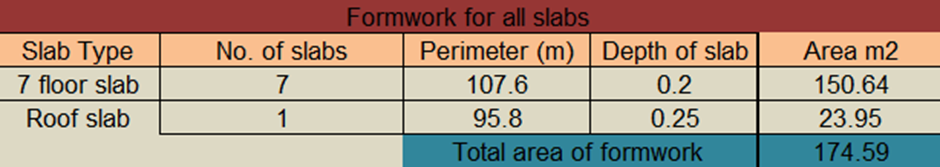 Formwork for all slabs
Slab Type No. of slabs Perimeter (m) Depth of slab Area m2
7 floor slab 7 107.6 0.2 150.64
Roof slab 1 95.8 0.25 23.95
Total area of formwork 174.59